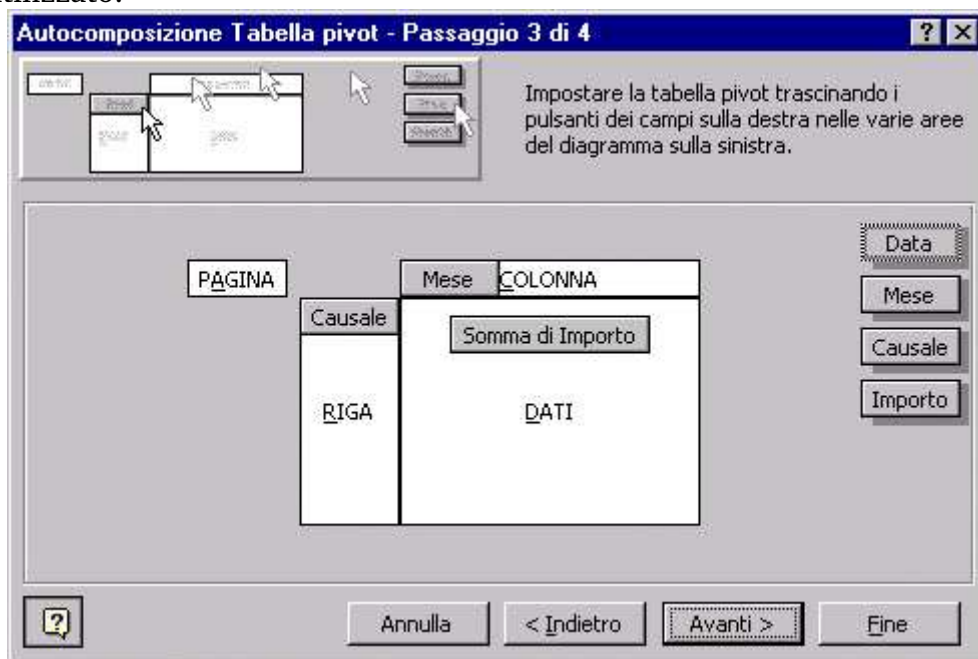 Autocomposizione Tabella pivot - Passaggio 3 di 4
Impostare la tabella pivot trascinando i
pulsanti dei campi sulla destra nelle varie aree
del diagramma sulla sinistra.
Data
PAGINA
Mese
COLONNA
Mese
Causale
Somma di Importo
Causale
RIGA
DATI
Importo
Annulla
< Indietro
Avanti >
Fine